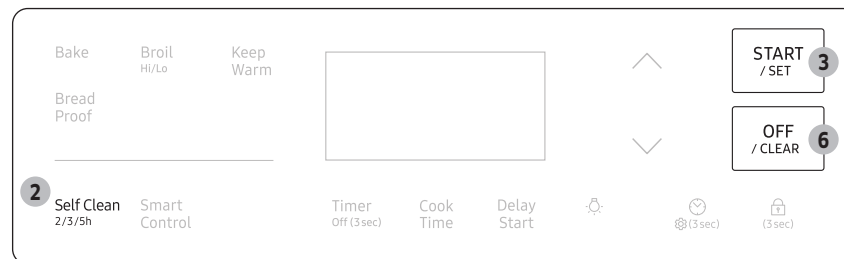 Bake
Broil
Hi/Lo
Keep
Warm
START
/ SET
3
Bread
Proof
OFF
/ CLEAR
6
2
Self Clean
2/3/5h
Smart
Control
Timer
Off (3 sec)
Cook
Time
Delay
Start
(3 sec)
(3 sec)